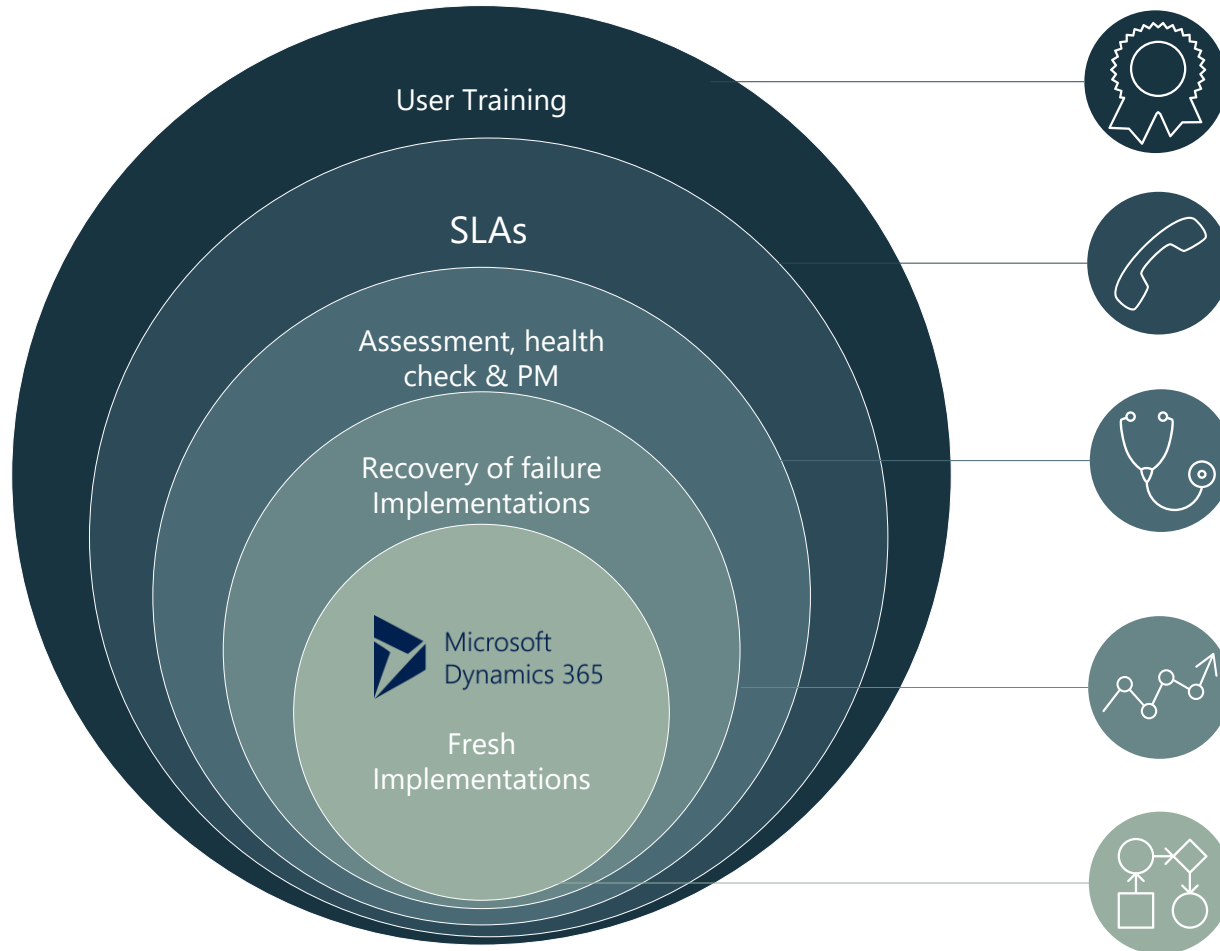 User Training
SLAs
Assessment, health
check & PM
Recovery of failure
Implementations
Microsoft
Dynamics 365
Fresh
Implementations